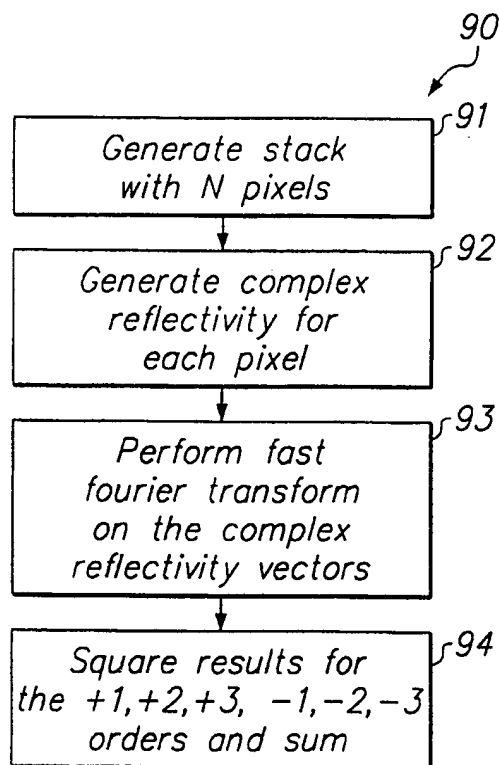 90
91
Generate stack
with N pixels
92
Generate complex
reflectivity for
each pixel
93
Perform fast
fourier transform
on the complex
reflectivity vectors
94
Square results for
the +1,+2,+3, -1,-2,-3
orders and sum